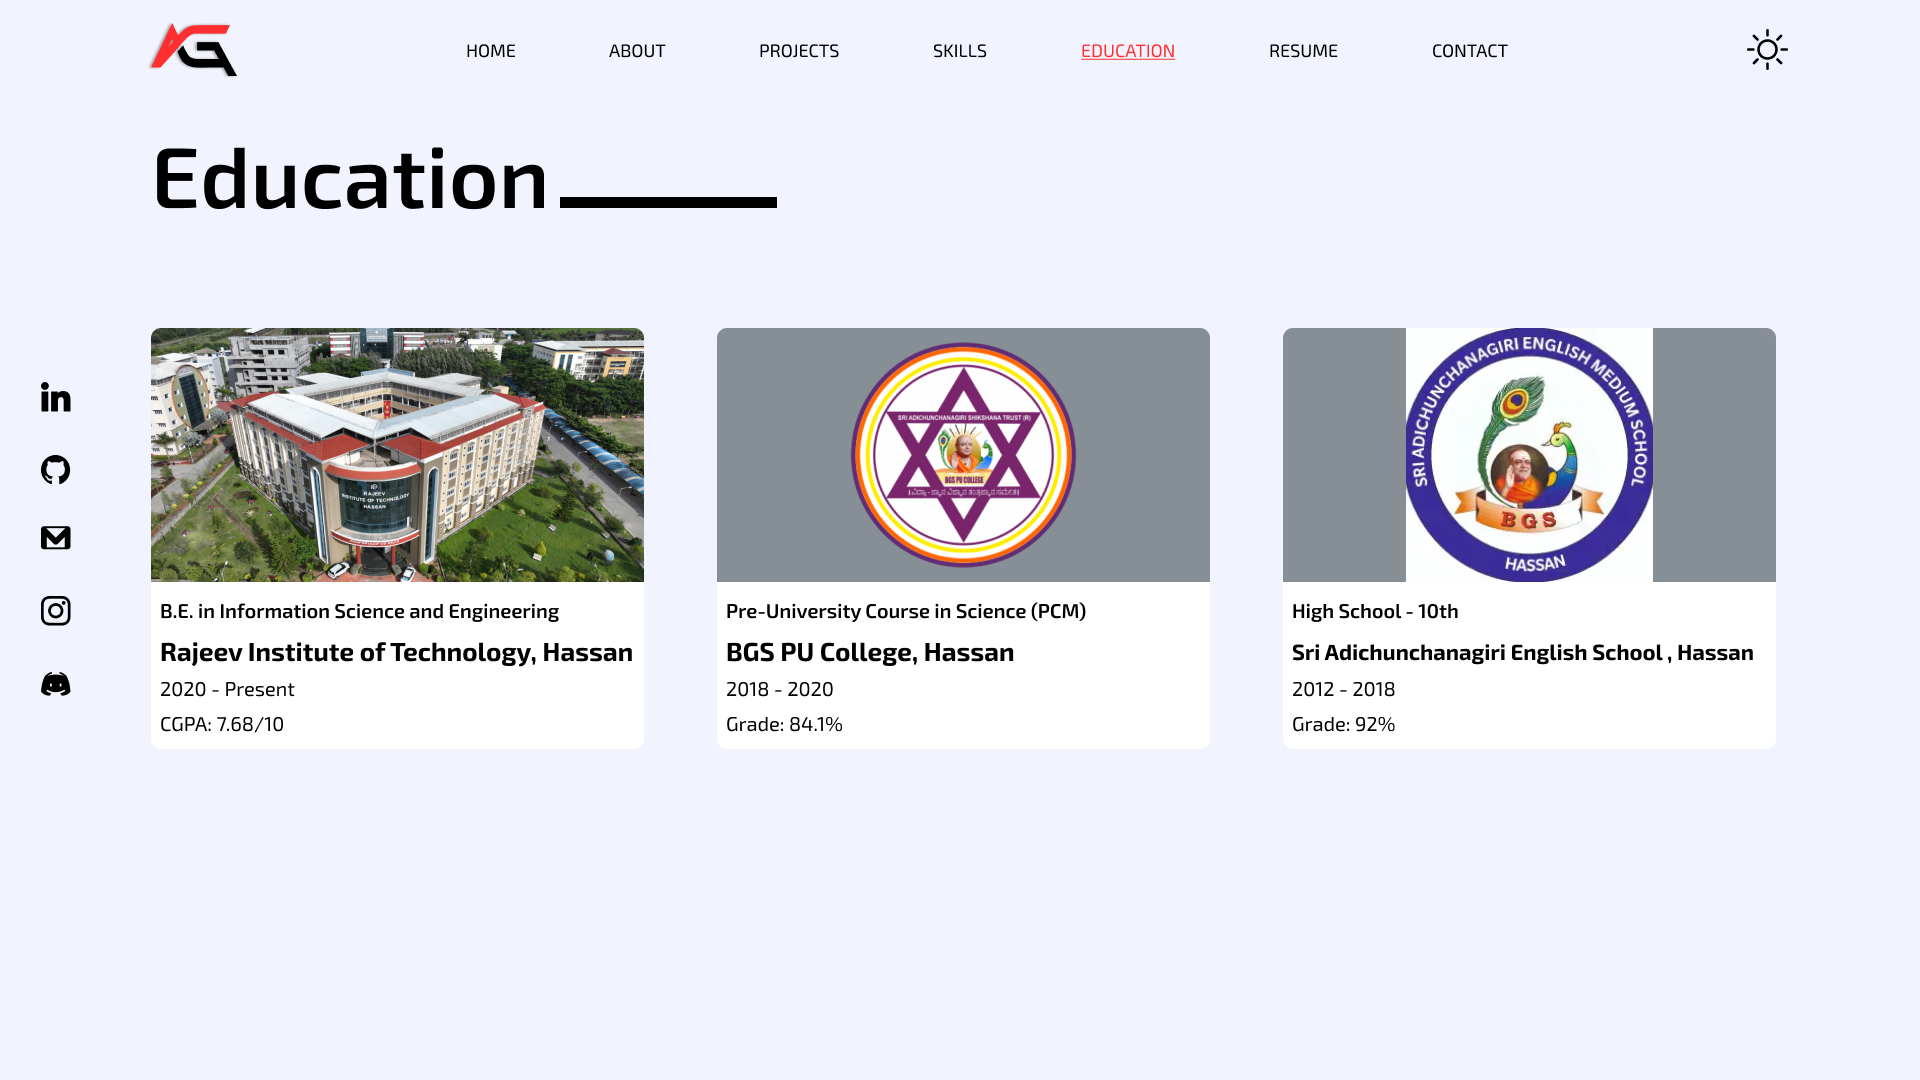 HOME
ABOUT
PROJECTS
SKILLS
EDUCATION
RESUME
CONTACT
Education
RAJEEV
INSTITUTE OF TECHNOLOGY
HASSAN
SRI ADICHUNCHANAGIRI SHIKSHANA TRUST (R)
BGS PU COLLEGE
SRI ADICHUNCHANAGIRI ENGLISH MEDIUM SCHOOL
BGS
HASSAN
B.E. in Information Science and Engineering
Rajeev Institute of Technology, Hassan
2020 - Present
CGPA: 7.68/10
Pre-University Course in Science (PCM)
BGS PU College, Hassan
2018 - 2020
Grade: 84.1%
High School - 10th
Sri Adichunchanagiri English School , Hassan
2012 - 2018
Grade: 92%